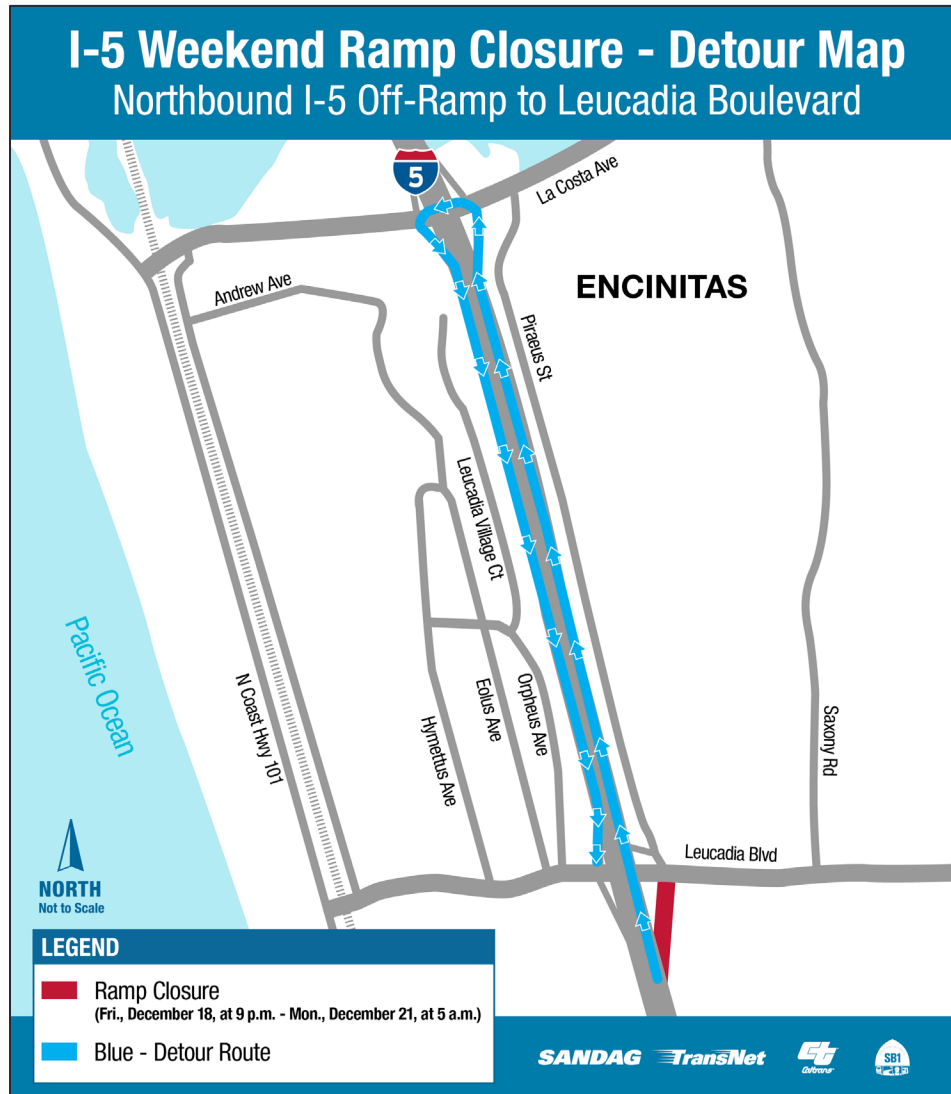 I-5 Weekend Ramp Closure - Detour Map
Northbound I-5 Off-Ramp to Leucadia Boulevard
5
La Costa Ave
Andrew Ave
ENCINITAS
Piraeus St
Leucadia Village Ct
Pacific Ocean
N Coast Hwy 101
Hymettus Ave
Eolus Ave
Orpheus Ave
Saxony Rd
Leucadia Blvd
NORTH
Not to Scale
LEGEND
Ramp Closure
(Fri., December 18, at 9 p.m. - Mon., December 21, at 5 a.m.)
Blue - Detour Route
SANDAG TransNet Caltrans SB1